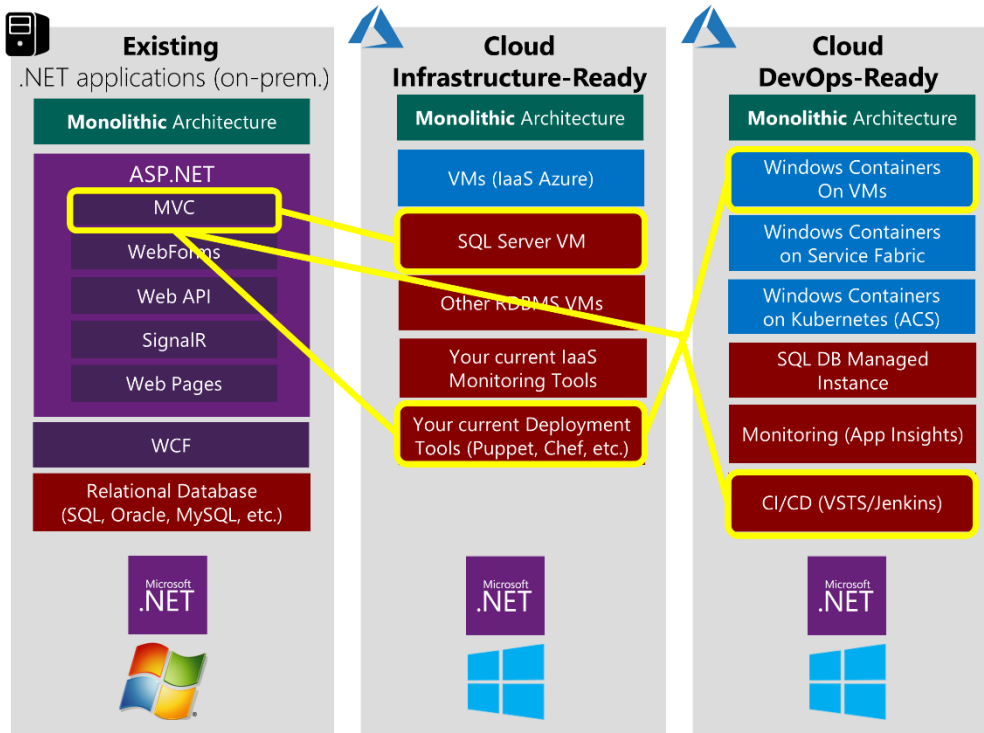 Existing
.NET applications (on-prem.)
Monolithic Architecture
ASP.NET
MVC
WebForms
Web API
SignalR
Web Pages
WCF
Relational Database
(SQL, Oracle, MySQL, etc.)
Microsoft
.NET
Cloud
Infrastructure-Ready
Monolithic Architecture
VMs (IaaS Azure)
SQL Server VM
Other RDBMS VMs
Your current IaaS
Monitoring Tools
Your current Deployment
Tools (Puppet, Chef, etc.)
Microsoft
.NET
Cloud
DevOps-Ready
Monolithic Architecture
Windows Containers
On VMs
Windows Containers
on Service Fabric
Windows Containers
on Kubernetes (ACS)
SQL DB Managed
Instance
Monitoring (App Insights)
CI/CD (VSTS/Jenkins)
Microsoft
.NET